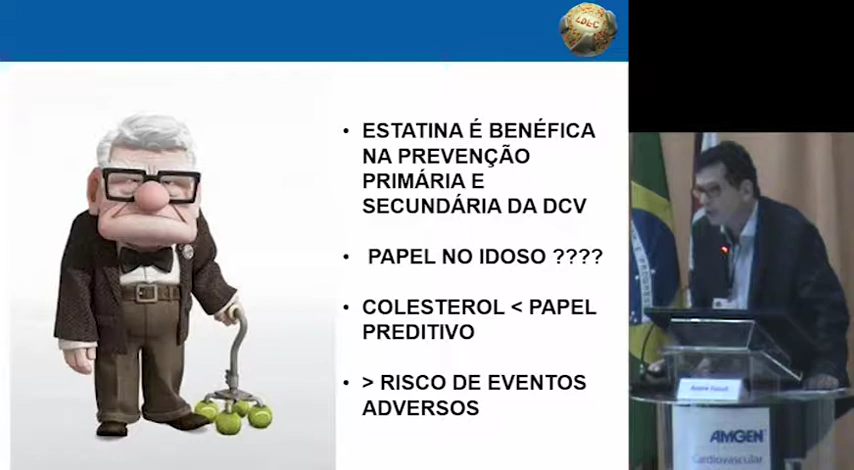 LDLC
• ESTATINA É BENÉFICA
NA PREVENÇÃO
PRIMÁRIA E
SECUNDÁRIA DA DCV
• PAPEL NO IDOSO ????
• COLESTEROL < PAPEL
PREDITIVO
• > RISCO DE EVENTOS
ADVERSOS
AMGEN
Cardiovascular